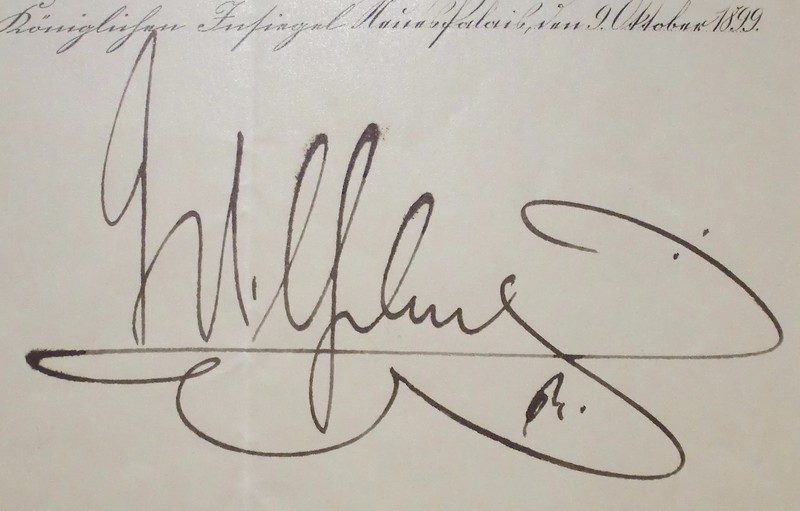 Königlichen Insiegel Neues Palais, den 9. Oktober 1899.
Wilhelm
R.